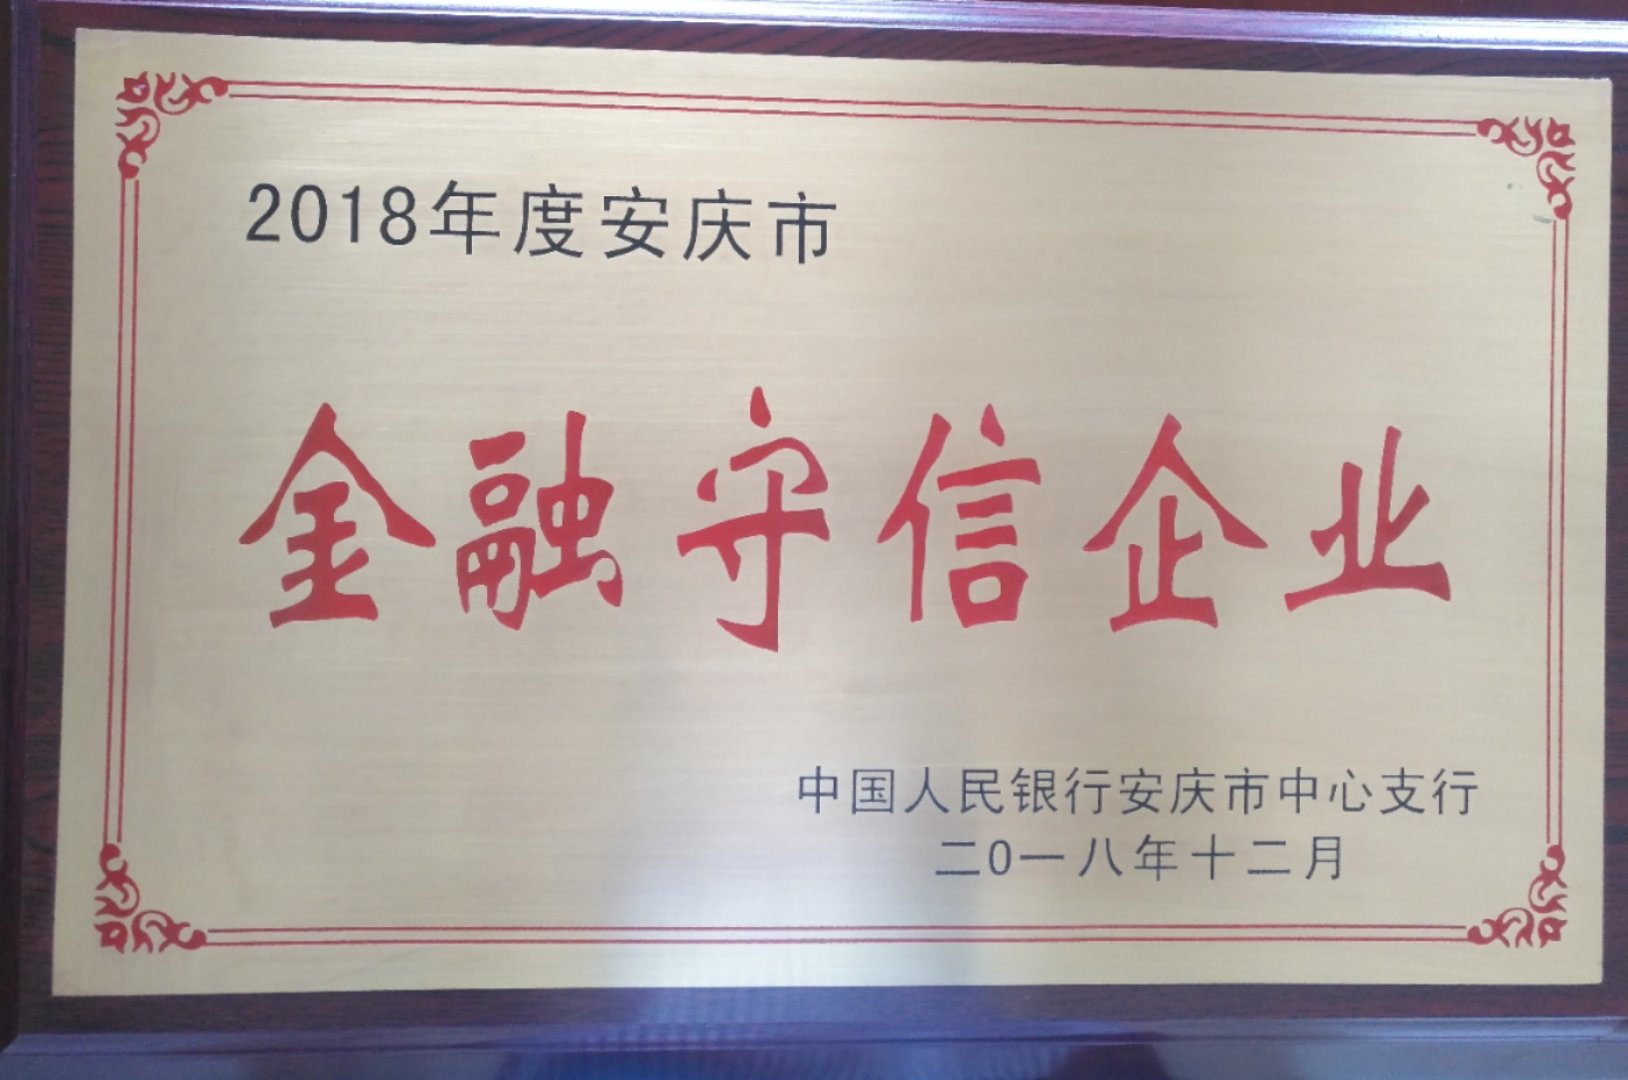 2018年度安庆市
金融守信企业
中国人民银行安庆市中心支行
二0一八年十二月